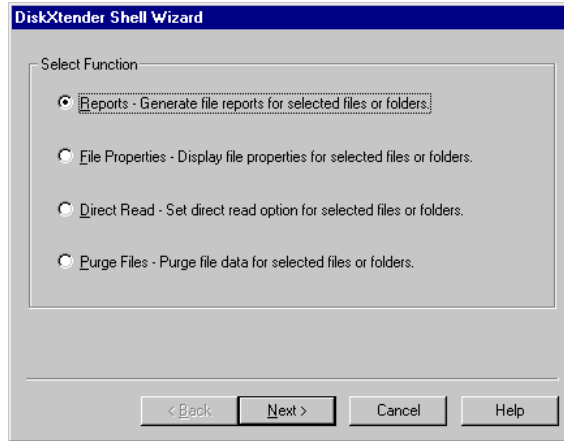 DiskXtender Shell Wizard
Select Function
Reports - Generate file reports for selected files or folders.
File Properties - Display file properties for selected files or folders.
Direct Read - Set direct read option for selected files or folders.
Purge Files - Purge file data for selected files or folders.
< Back Next > Cancel Help